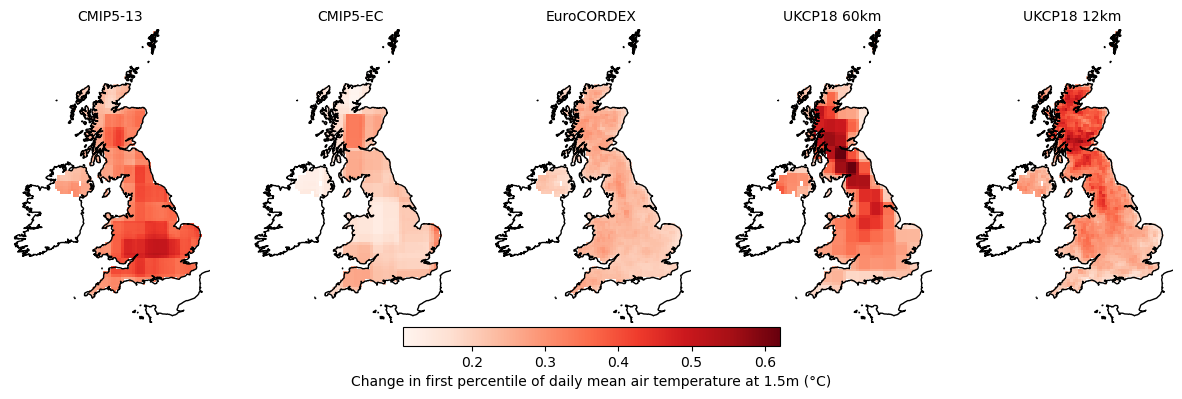 CMIP5-13 CMIP5-EC EuroCORDEX UKCP18 60km UKCP18 12km
0.2 0.3 0.4 0.5 0.6
Change in first percentile of daily mean air temperature at 1.5m (°C)